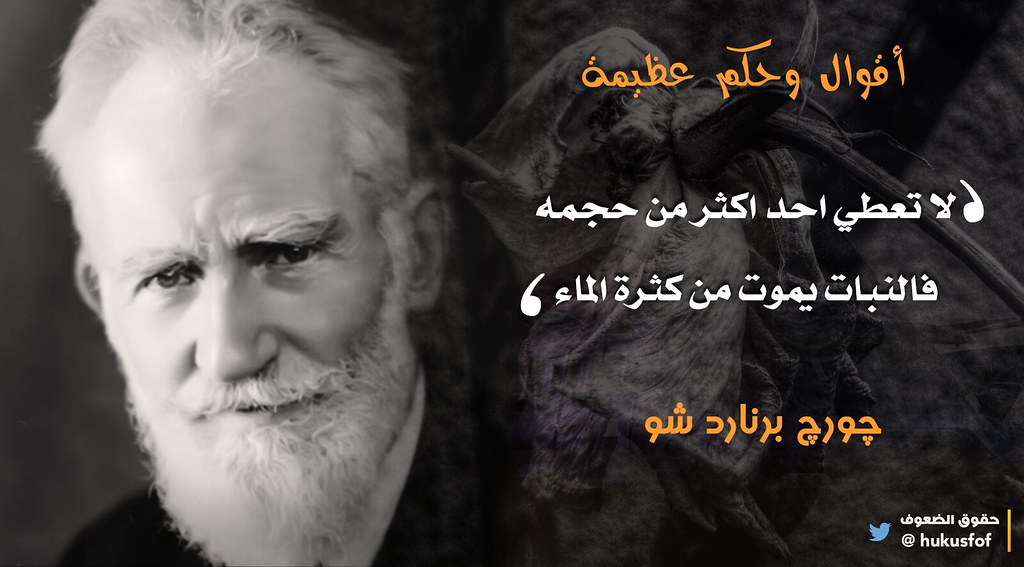 أقوال وحكم عظيمة
❜لا تعطي احد اكثر من حجمه
فالنبات يموت من كثرة الماء❛
چورچ برنارد شو
حقوق الضعوف
@ hukusfof